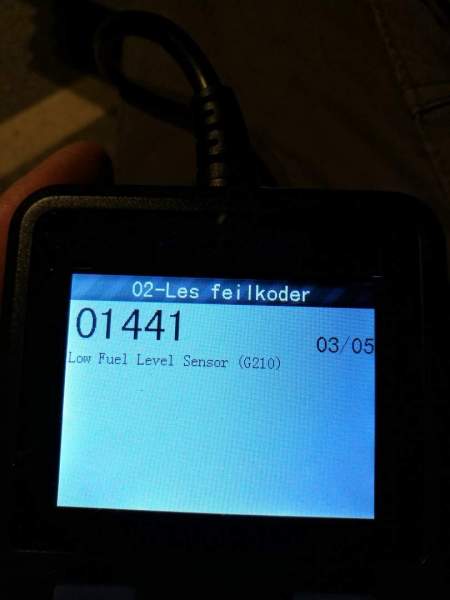 02-Les feilkoder
01441
03/05
Low Fuel Level Sensor (G210)